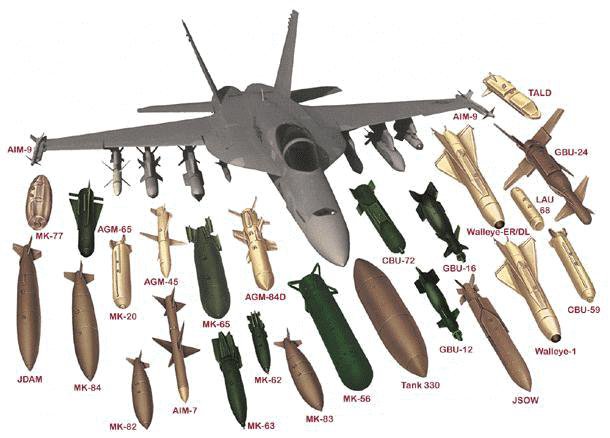 TALD
AIM-9
AIM-9
GBU-24
LAU
68
MK-77
AGM-65
Walleye-ER/DL
CBU-72
GBU-16
AGM-45
AGM-84D
MK-20
MK-65
CBU-59
GBU-12
Walleye-1
JDAM
MK-84
MK-62
Tank 330
JSOW
MK-56
AIM-7
MK-83
MK-82
MK-63